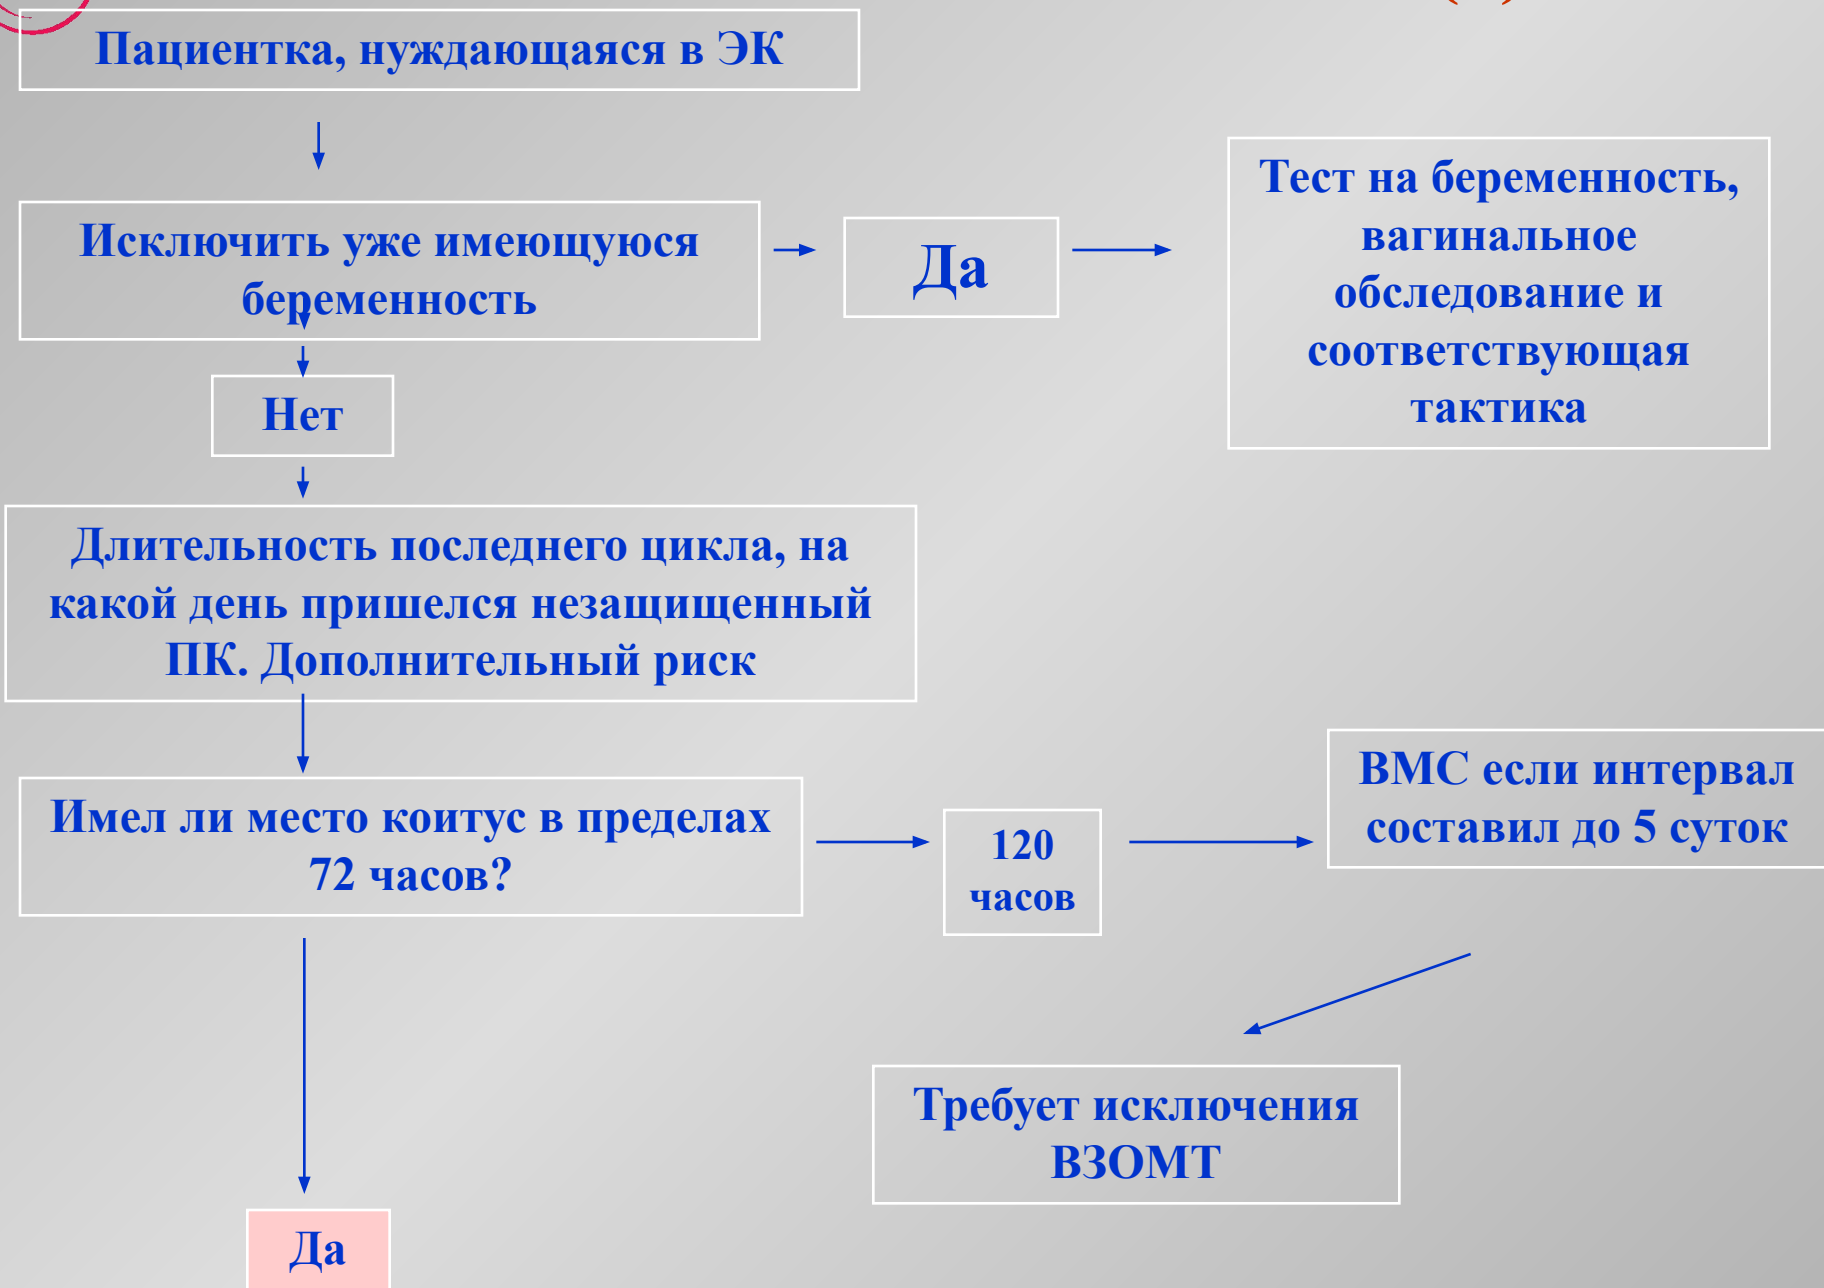 Пациентка, нуждающаяся в ЭК
Исключить уже имеющуюся
беременность
Да
Тест на беременность,
вагинальное
обследование и
соответствующая
тактика
Нет
Длительность последнего цикла, на
какой день пришелся незащищенный
ПК. Дополнительный риск
Имел ли место коитус в пределах
72 часов?
120
часов
ВМС если интервал
составил до 5 суток
Требует исключения
ВЗОМТ
Да